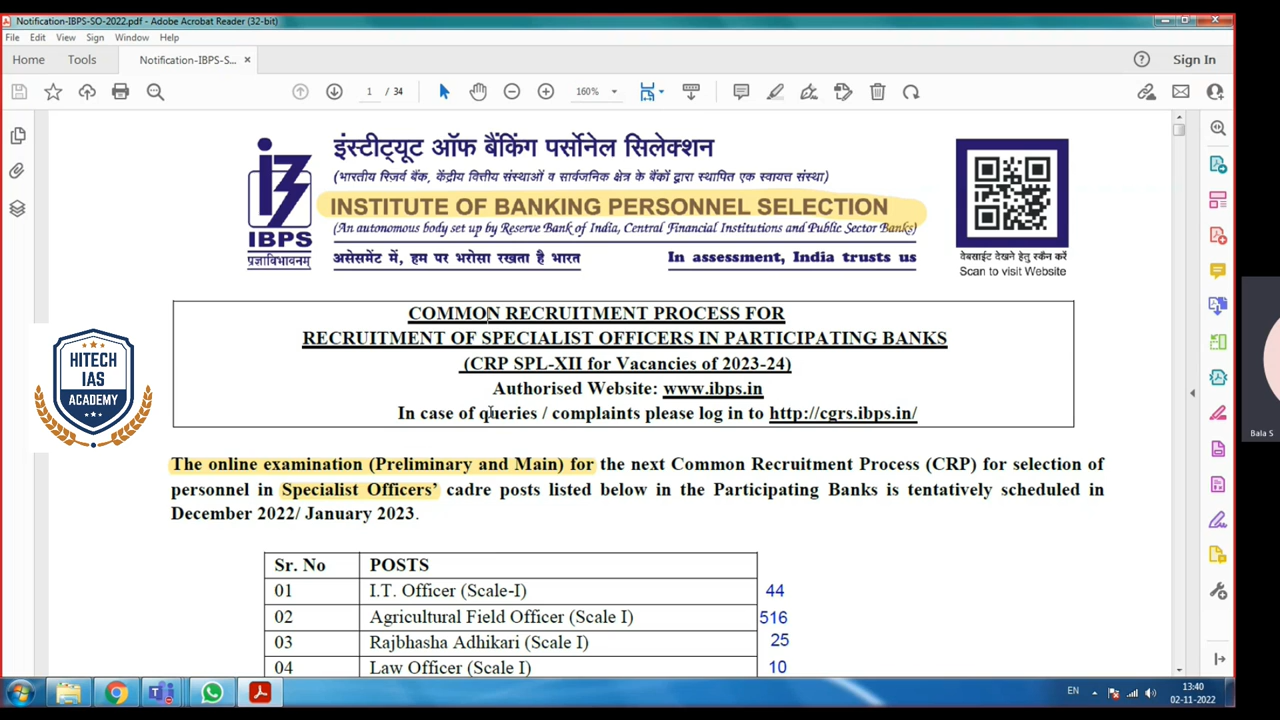 Notification-IBPS-SO-2022.pdf - Adobe Acrobat Reader (32-bit)
File Edit View Sign Window Help
Home Tools Notification-IBPS-S... × Sign In
1 / 34 160%
इंस्टीट्यूट ऑफ बैंकिंग पर्सोनेल सिलेक्शन
(भारतीय रिज़र्व बैंक, केंद्रीय वित्तीय संस्थाओं व सार्वजनिक क्षेत्र के बैंकों द्वारा स्थापित एक स्वायत्त संस्था)
INSTITUTE OF BANKING PERSONNEL SELECTION
(An autonomous body set up by Reserve Bank of India, Central Financial Institutions and Public Sector Banks)
IBPS
प्रज्ञाविभावनम्
असेसमेंट में, हम पर भरोसा रखता है भारत In assessment, India trusts us
वेबसाईट देखने हेतु स्कैन करें
Scan to visit Website
COMMON RECRUITMENT PROCESS FOR
RECRUITMENT OF SPECIALIST OFFICERS IN PARTICIPATING BANKS
(CRP SPL-XII for Vacancies of 2023-24)
Authorised Website: www.ibps.in
In case of queries / complaints please log in to http://cgrs.ibps.in/
HITECH
IAS
ACADEMY
Bala S
The online examination (Preliminary and Main) for the next Common Recruitment Process (CRP) for selection of
personnel in Specialist Officers' cadre posts listed below in the Participating Banks is tentatively scheduled in
December 2022/ January 2023.
Sr. No POSTS
01 I.T. Officer (Scale-I) 44
02 Agricultural Field Officer (Scale I) 516
03 Rajbhasha Adhikari (Scale I) 25
04 Law Officer (Scale I) 10
EN 13:40
02-11-2022